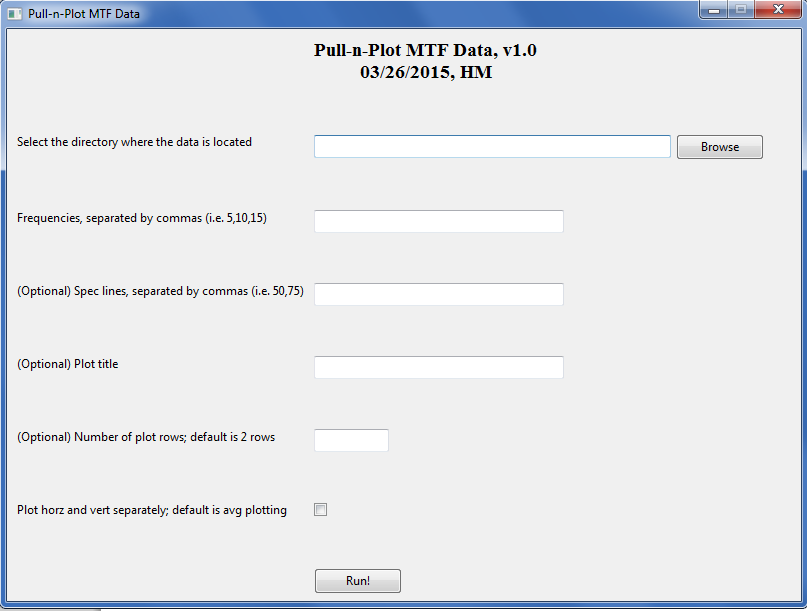 Pull-n-Plot MTF Data
Pull-n-Plot MTF Data, v1.0
03/26/2015, HM
Select the directory where the data is located
Browse
Frequencies, separated by commas (i.e. 5,10,15)
(Optional) Spec lines, separated by commas (i.e. 50,75)
(Optional) Plot title
(Optional) Number of plot rows; default is 2 rows
Plot horz and vert separately; default is avg plotting
Run!